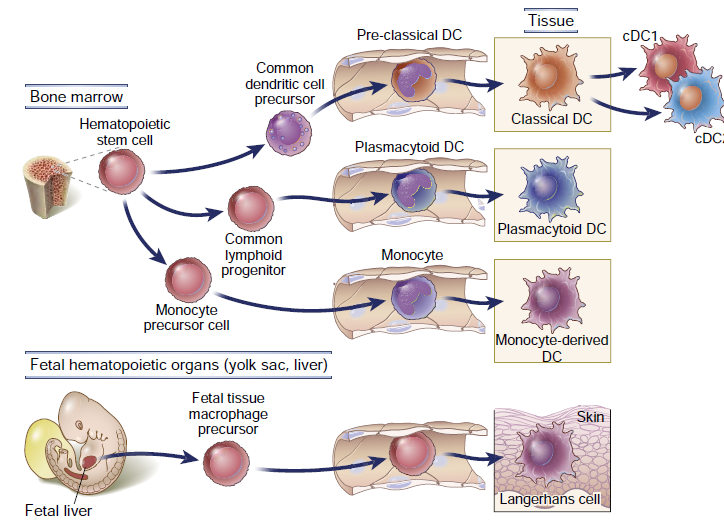 Tissue
Pre-classical DC
cDC1
Common
dendritic cell
precursor
Bone marrow
Classical DC
Hematopoietic
stem cell
cDC2
Plasmacytoid DC
Plasmacytoid DC
Common
lymphoid
progenitor
Monocyte
Monocyte
precursor cell
Monocyte-derived
DC
Fetal hematopoietic organs (yolk sac, liver)
Fetal tissue
macrophage
precursor
Skin
Langerhans cell
Fetal liver